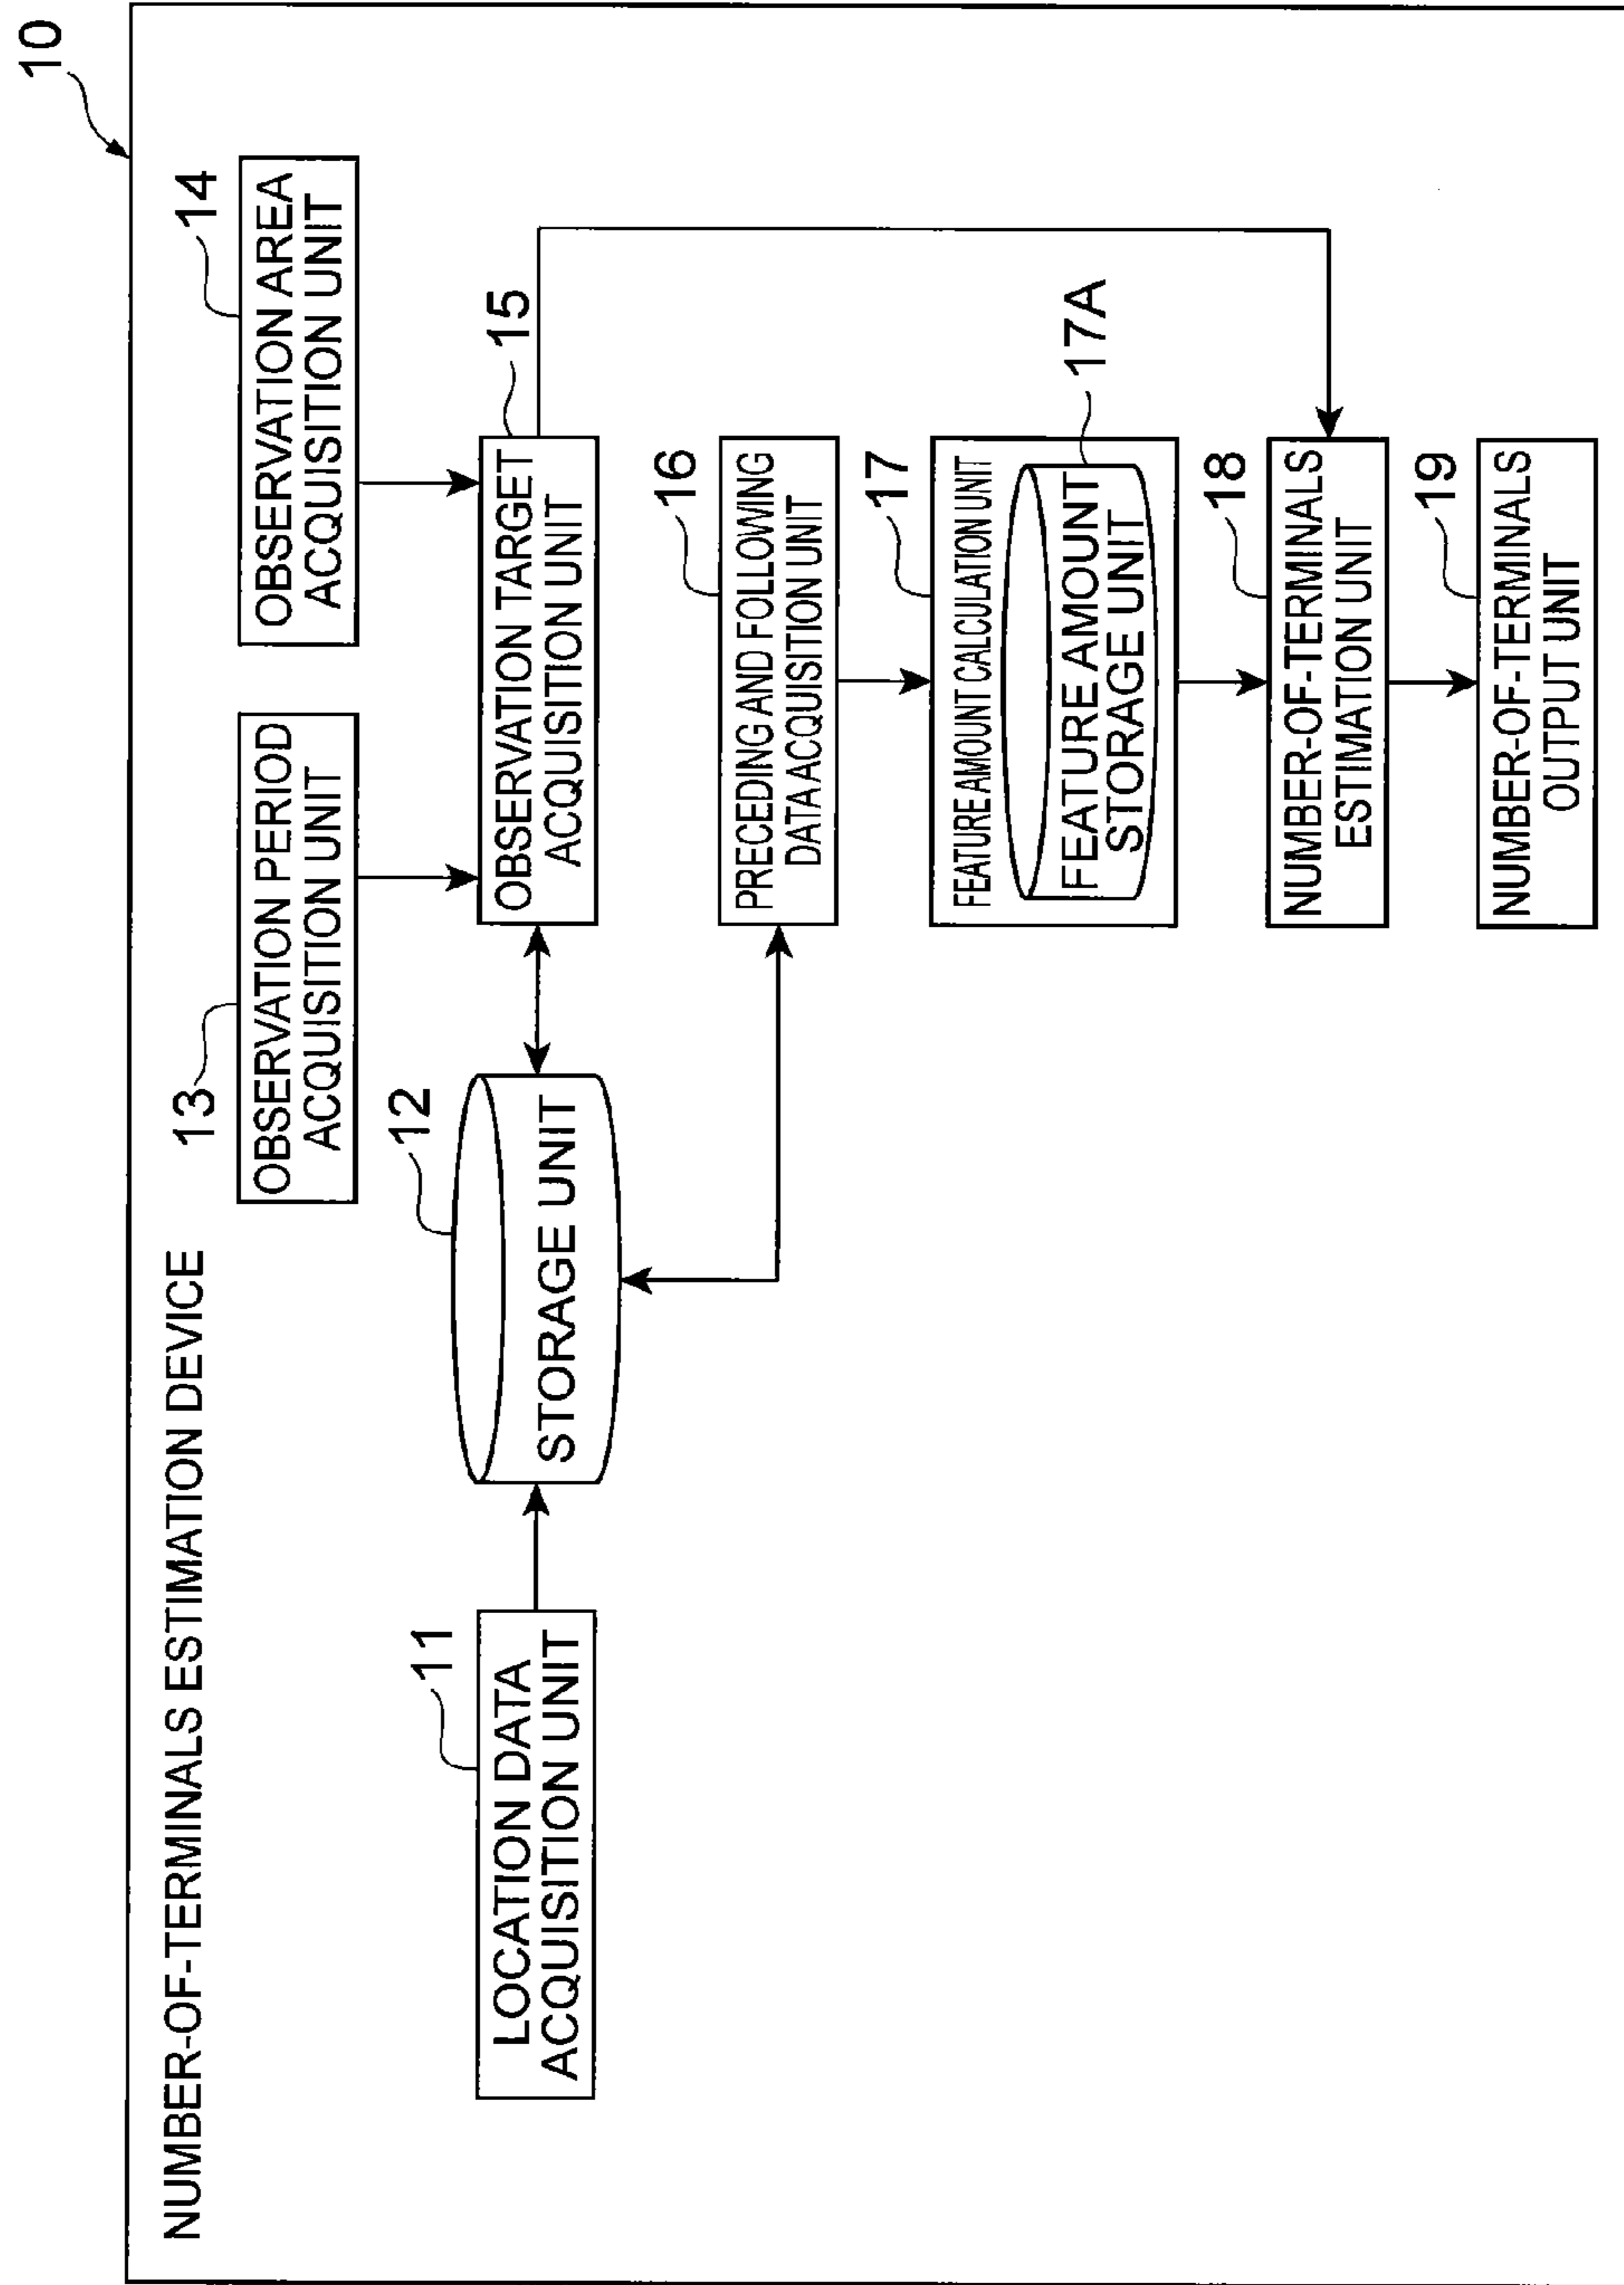 10
NUMBER-OF-TERMINALS ESTIMATION DEVICE
13
OBSERVATION PERIOD
ACQUISITION UNIT
14
OBSERVATION AREA
ACQUISITION UNIT
11
LOCATION DATA
ACQUISITION UNIT
12
STORAGE UNIT
15
OBSERVATION TARGET
ACQUISITION UNIT
16
PRECEDING AND FOLLOWING
DATA ACQUISITION UNIT
17
FEATURE AMOUNT CALCULATION UNIT
17A
FEATURE AMOUNT
STORAGE UNIT
18
NUMBER-OF-TERMINALS
ESTIMATION UNIT
19
NUMBER-OF-TERMINALS
OUTPUT UNIT